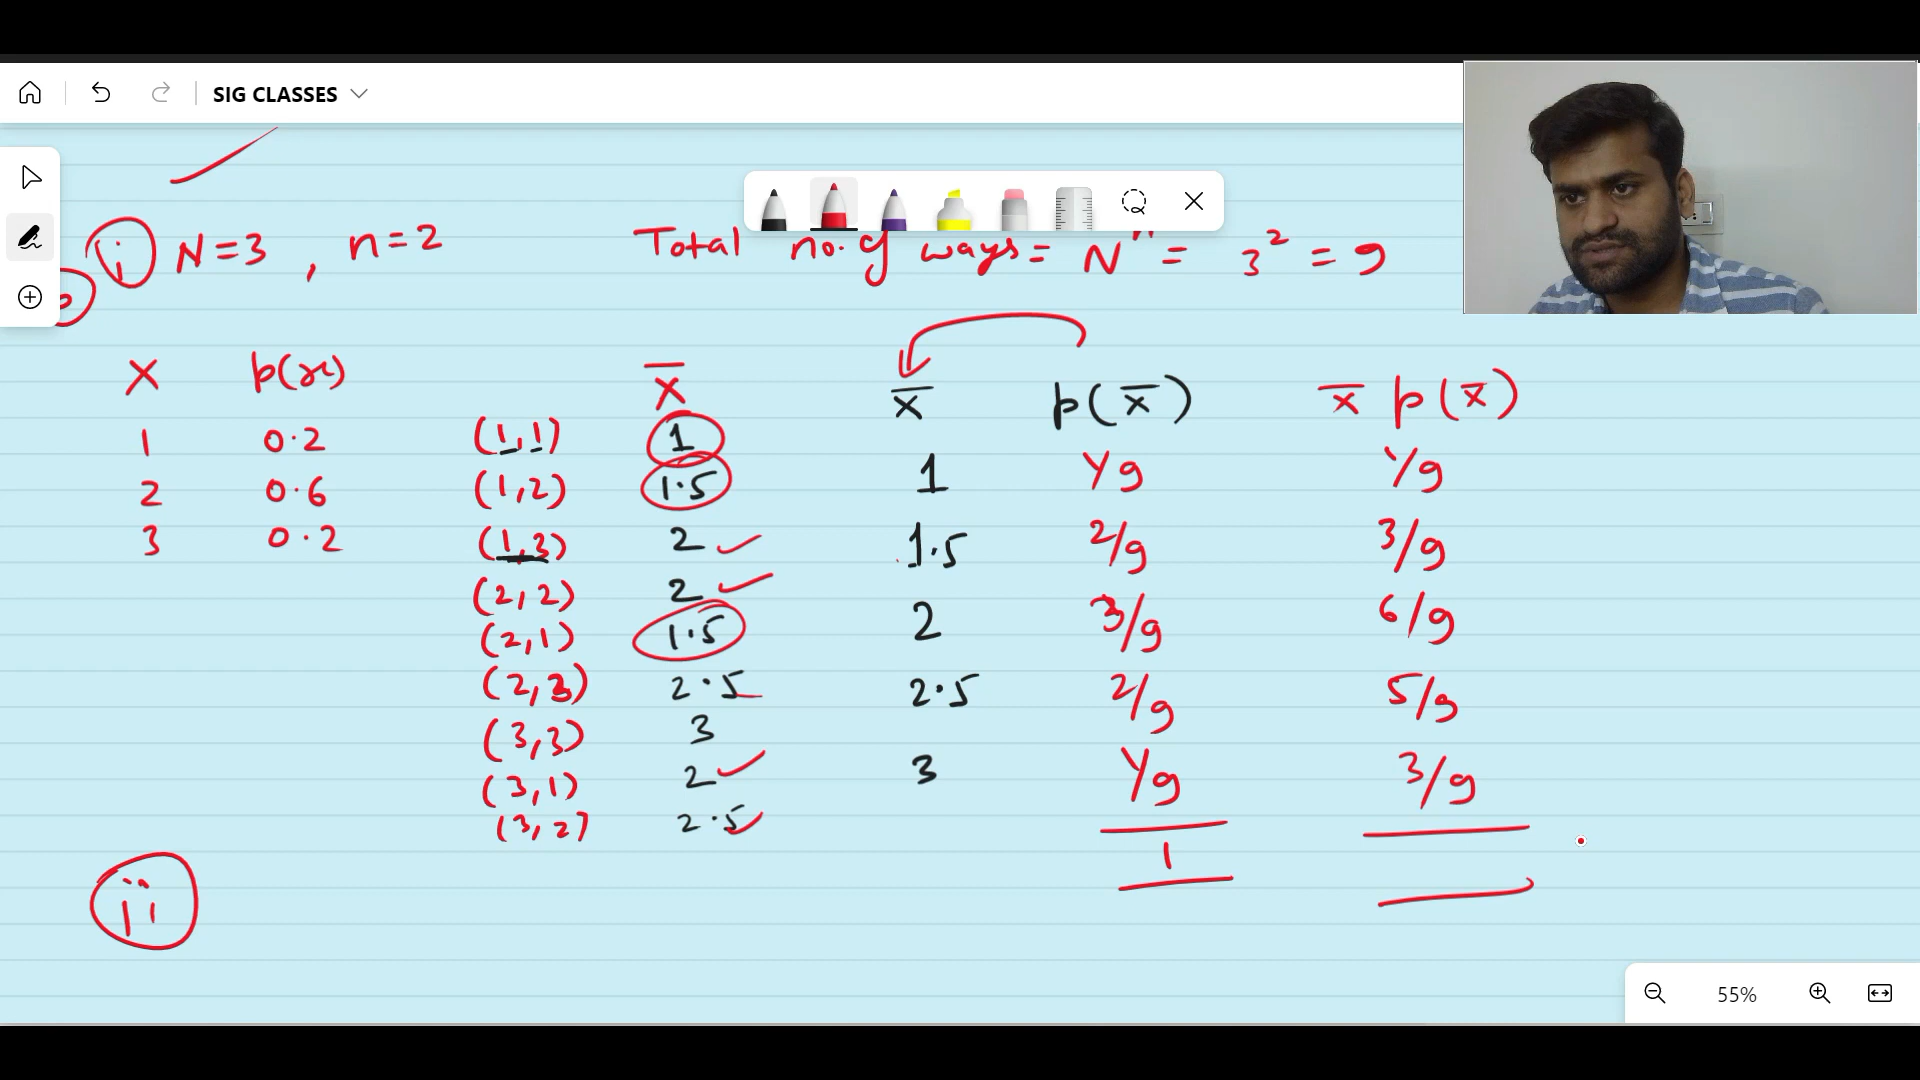 SIG CLASSES
i N=3 , n=2 Total no. of ways = Nⁿ = 3² = 9
X p(x) X̄ x̄ p(x̄) x̄ p(x̄)
1 0.2 (1,1) 1 1 1/9 1/9
2 0.6 (1,2) 1.5 1.5 2/9 3/9
3 0.2 (1,3) 2 2 3/9 6/9
(2,2) 2 2.5 2/9 5/9
(2,1) 1.5 3 1/9 3/9
(2,3) 2.5 1
(3,3) 3
(3,1) 2
(3,2) 2.5
ii
55%